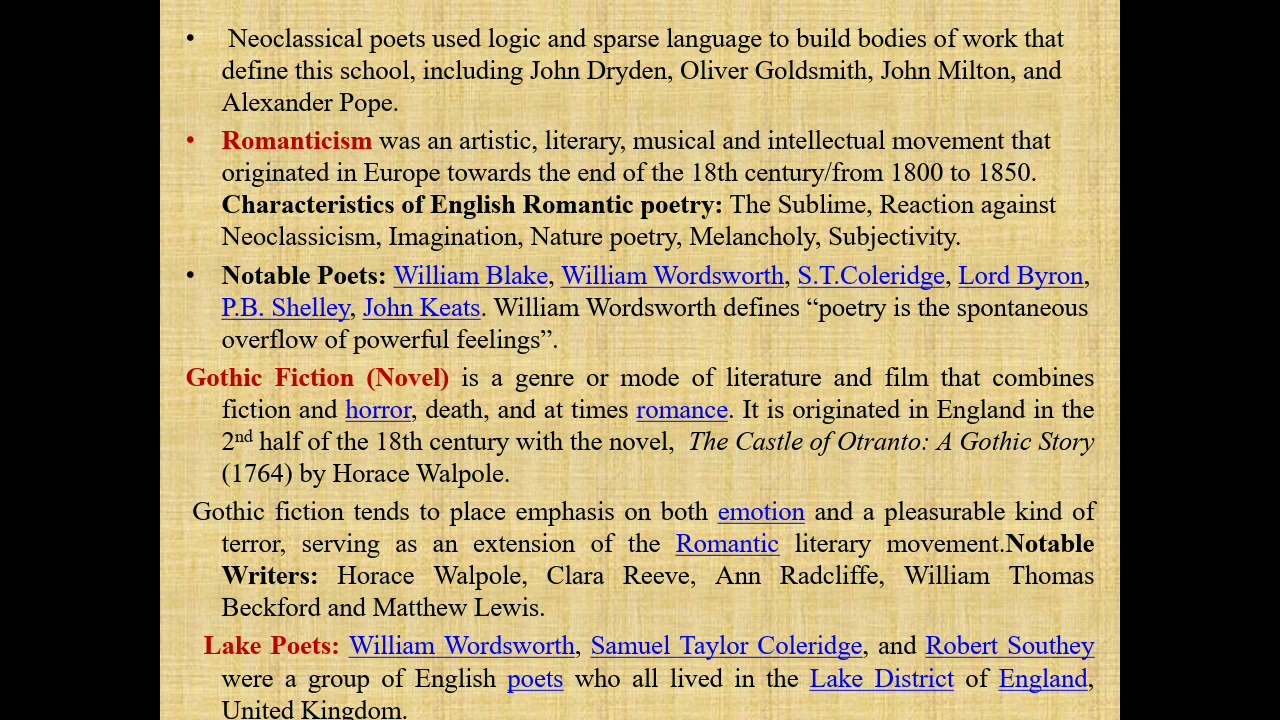 • Neoclassical poets used logic and sparse language to build bodies of work that
define this school, including John Dryden, Oliver Goldsmith, John Milton, and
Alexander Pope.
• Romanticism was an artistic, literary, musical and intellectual movement that
originated in Europe towards the end of the 18th century/from 1800 to 1850.
Characteristics of English Romantic poetry: The Sublime, Reaction against
Neoclassicism, Imagination, Nature poetry, Melancholy, Subjectivity.
• Notable Poets: William Blake, William Wordsworth, S.T.Coleridge, Lord Byron,
P.B. Shelley, John Keats. William Wordsworth defines “poetry is the spontaneous
overflow of powerful feelings”.
Gothic Fiction (Novel) is a genre or mode of literature and film that combines
fiction and horror, death, and at times romance. It is originated in England in the
2nd half of the 18th century with the novel, The Castle of Otranto: A Gothic Story
(1764) by Horace Walpole.
Gothic fiction tends to place emphasis on both emotion and a pleasurable kind of
terror, serving as an extension of the Romantic literary movement.Notable
Writers: Horace Walpole, Clara Reeve, Ann Radcliffe, William Thomas
Beckford and Matthew Lewis.
Lake Poets: William Wordsworth, Samuel Taylor Coleridge, and Robert Southey
were a group of English poets who all lived in the Lake District of England,
United Kingdom.